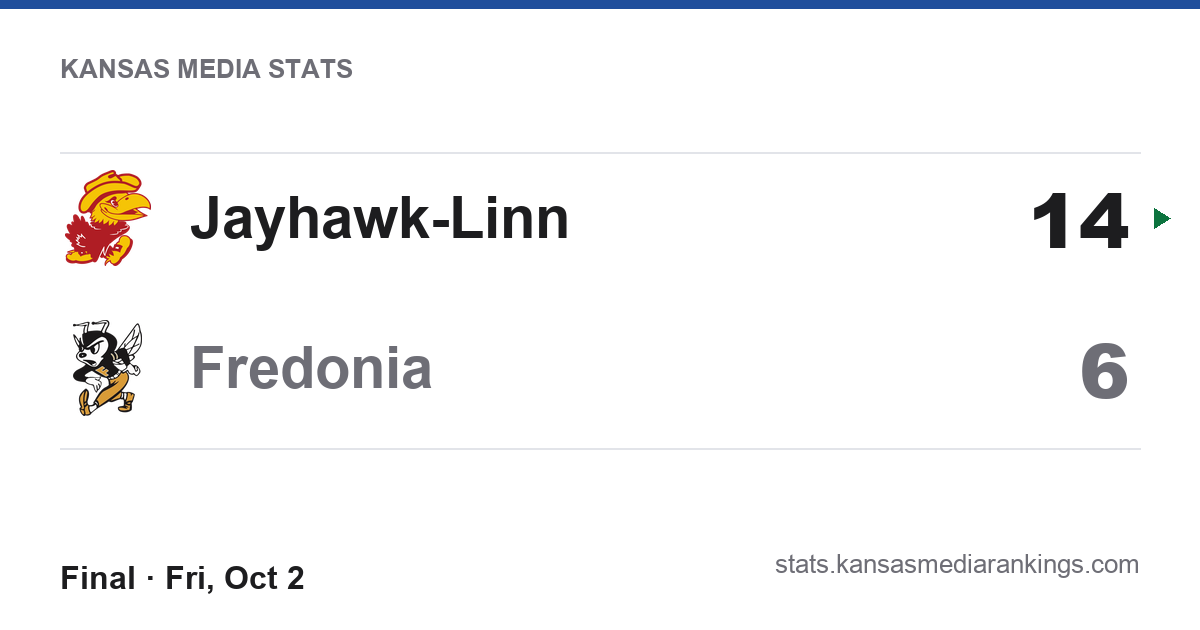 KANSAS MEDIA STATS
Jayhawk-Linn 14
Fredonia 6
Final · Fri, Oct 2
stats.kansasmediarankings.com